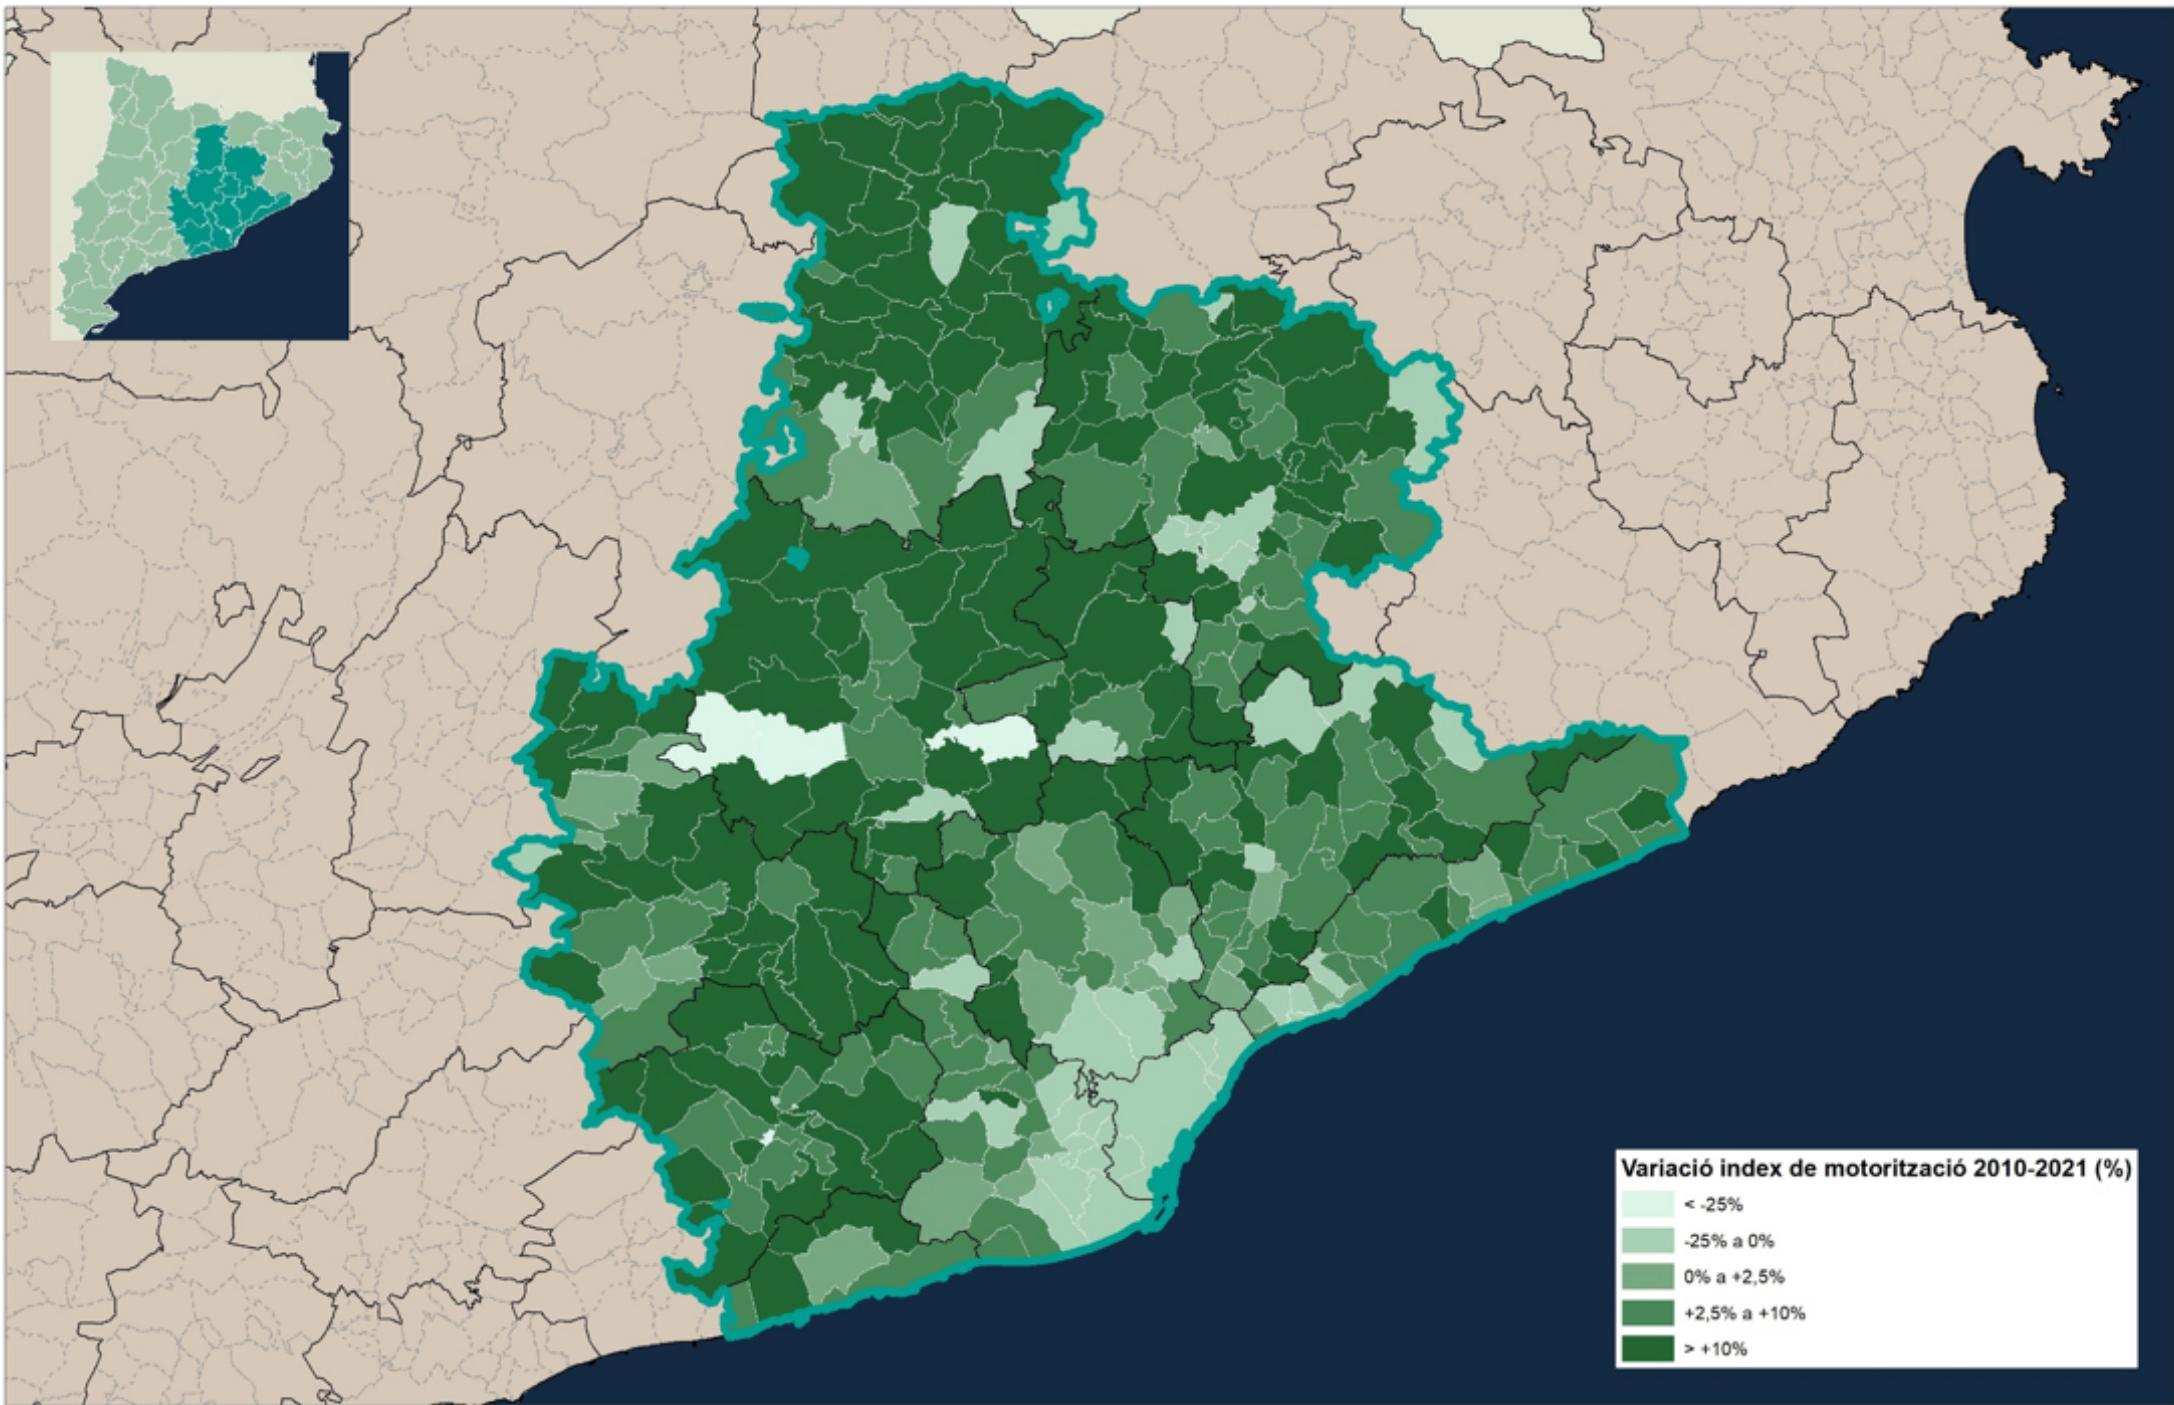 Variació index de motorització 2010-2021 (%)
< -25%
-25% a 0%
0% a +2,5%
+2,5% a +10%
> +10%